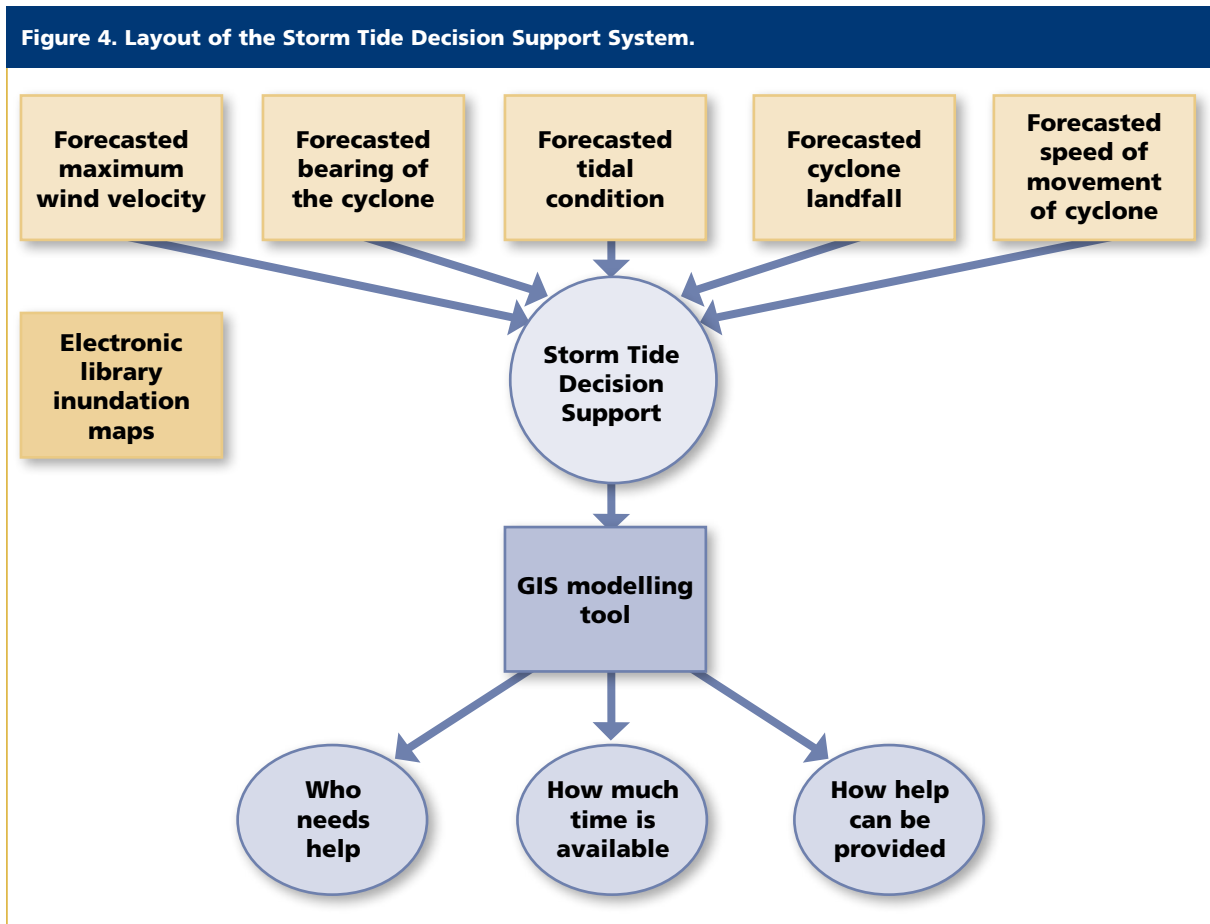 Figure 4. Layout of the Storm Tide Decision Support System.
Forecasted
maximum
wind velocity
Forecasted
bearing of
the cyclone
Forecasted
tidal
condition
Forecasted
cyclone
landfall
Forecasted
speed of
movement
of cyclone
Electronic
library
inundation
maps
Storm Tide
Decision
Support
GIS modelling
tool
Who
needs
help
How much
time is
available
How help
can be
provided